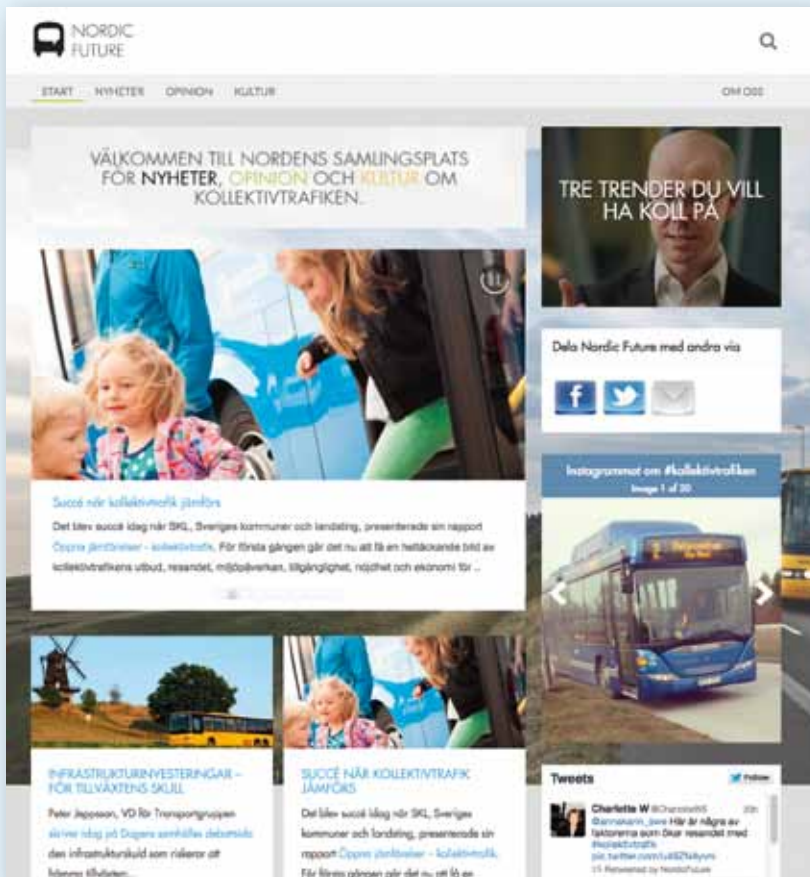 NORDIC
FUTURE
START NYHETER OPINION KULTUR OM OSS
VÄLKOMMEN TILL NORDENS SAMLINGSPLATS
FÖR NYHETER, OPINION OCH KULTUR OM
KOLLEKTIVTRAFIKEN.
TRE TRENDER DU VILL
HA KOLL PÅ
Succé när kollektivtrafik jämförs
Det blev succé idag när SKL, Sveriges kommuner och landsting, presenterade sin rapport
Öppna jämförelser - kollektivtrafik. För första gången går det nu att få en heltäckande bild av
kollektivtrafikens utbud, resandet, miljöpåverkan, tillgänglighet, nöjdhet och ekonomi för ...
Dela Nordic Future med andra via
Instagrammat om #kollektivtrafiken
Image 1 of 20
INFRASTRUKTURINVESTERINGAR –
FÖR TILLVÄXTENS SKULL
Peter Jeppsson, VD för Transportgruppen
skriver idag på Dagens samhälles debattsida
den infrastrukturskuld som riskerar att
hämma tillväxten...
SUCCÉ NÄR KOLLEKTIVTRAFIK
JÄMFÖRS
Det blev succé idag när SKL, Sveriges
kommuner och landsting, presenterade sin
rapport Öppna jämförelser - kollektivtrafik.
För första gången går det nu att få en
Tweets Follow
Charlotte W 20h
Här är några av
faktorerna som ökar resandet med
#kollektivtrafik
Retweeted by NordicFuture